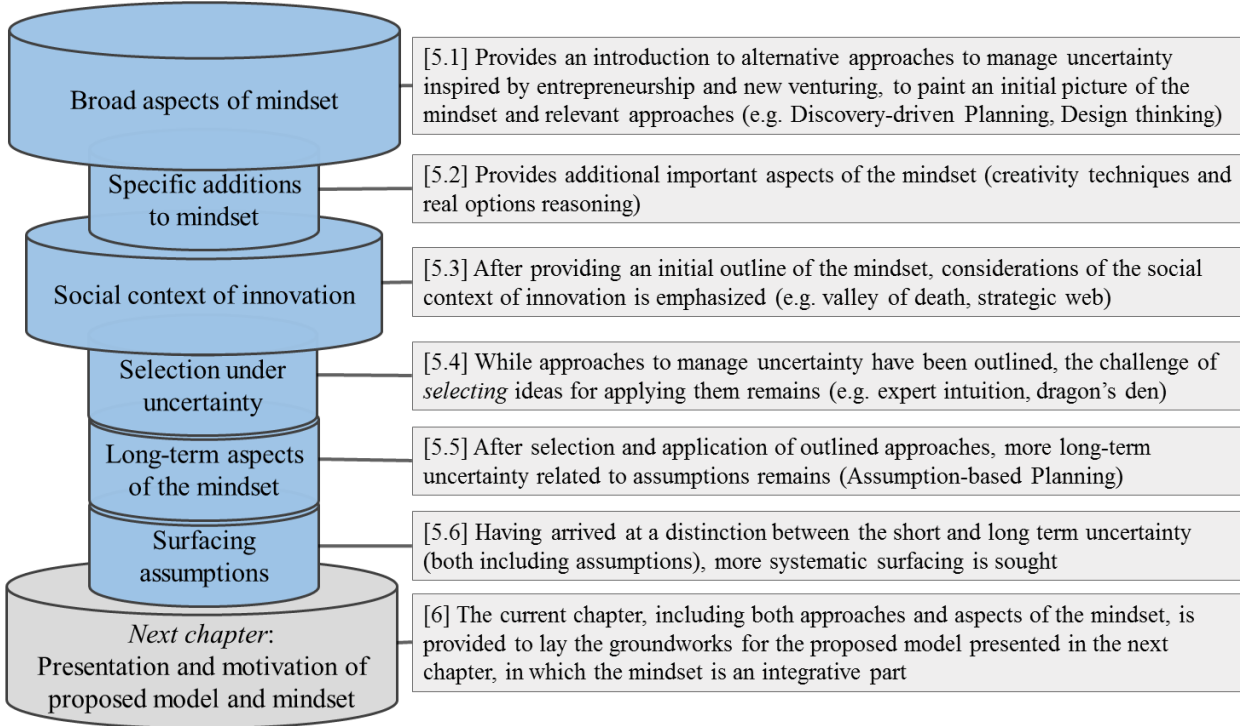 Broad aspects of mindset
[5.1] Provides an introduction to alternative approaches to manage uncertainty
inspired by entrepreneurship and new venturing, to paint an initial picture of the
mindset and relevant approaches (e.g. Discovery-driven Planning, Design thinking)
Specific additions
to mindset
[5.2] Provides additional important aspects of the mindset (creativity techniques and
real options reasoning)
Social context of innovation
[5.3] After providing an initial outline of the mindset, considerations of the social
context of innovation is emphasized (e.g. valley of death, strategic web)
Selection under
uncertainty
[5.4] While approaches to manage uncertainty have been outlined, the challenge of
selecting ideas for applying them remains (e.g. expert intuition, dragon's den)
Long-term aspects
of the mindset
[5.5] After selection and application of outlined approaches, more long-term
uncertainty related to assumptions remains (Assumption-based Planning)
Surfacing
assumptions
[5.6] Having arrived at a distinction between the short and long term uncertainty
(both including assumptions), more systematic surfacing is sought
Next chapter:
Presentation and motivation of
proposed model and mindset
[6] The current chapter, including both approaches and aspects of the mindset, is
provided to lay the groundworks for the proposed model presented in the next
chapter, in which the mindset is an integrative part